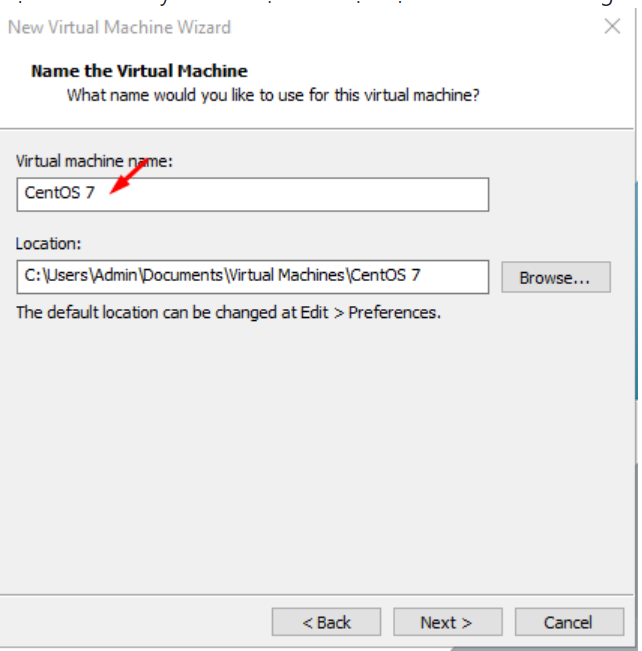 New Virtual Machine Wizard
Name the Virtual Machine
What name would you like to use for this virtual machine?
Virtual machine name:
CentOS 7
Location:
C:\Users\Admin\Documents\Virtual Machines\CentOS 7
Browse...
The default location can be changed at Edit > Preferences.
< Back
Next >
Cancel